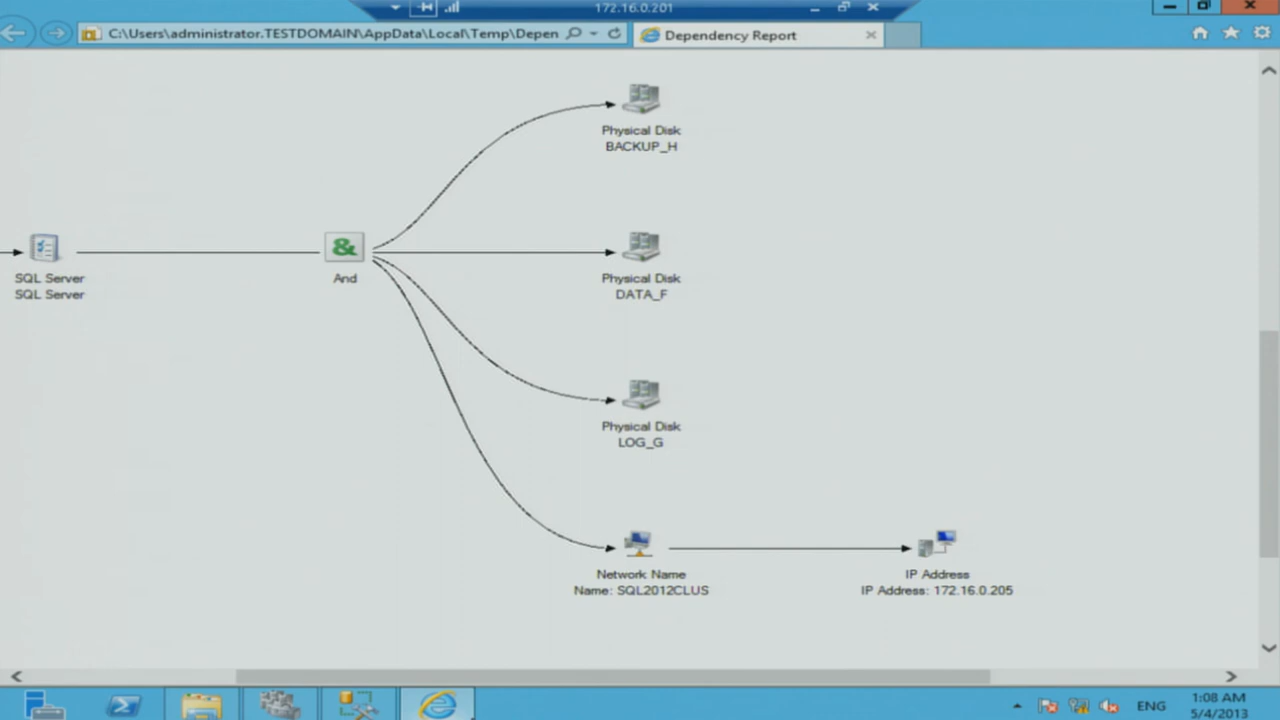 172.16.0.201
C:\Users\administrator.TESTDOMAIN\AppData\Local\Temp\Depen
Dependency Report
Physical Disk
BACKUP_H
SQL Server
SQL Server
&
And
Physical Disk
DATA_F
Physical Disk
LOG_G
Network Name
Name: SQL2012CLUS
IP Address
IP Address: 172.16.0.205
ENG
1:08 AM
5/4/2013